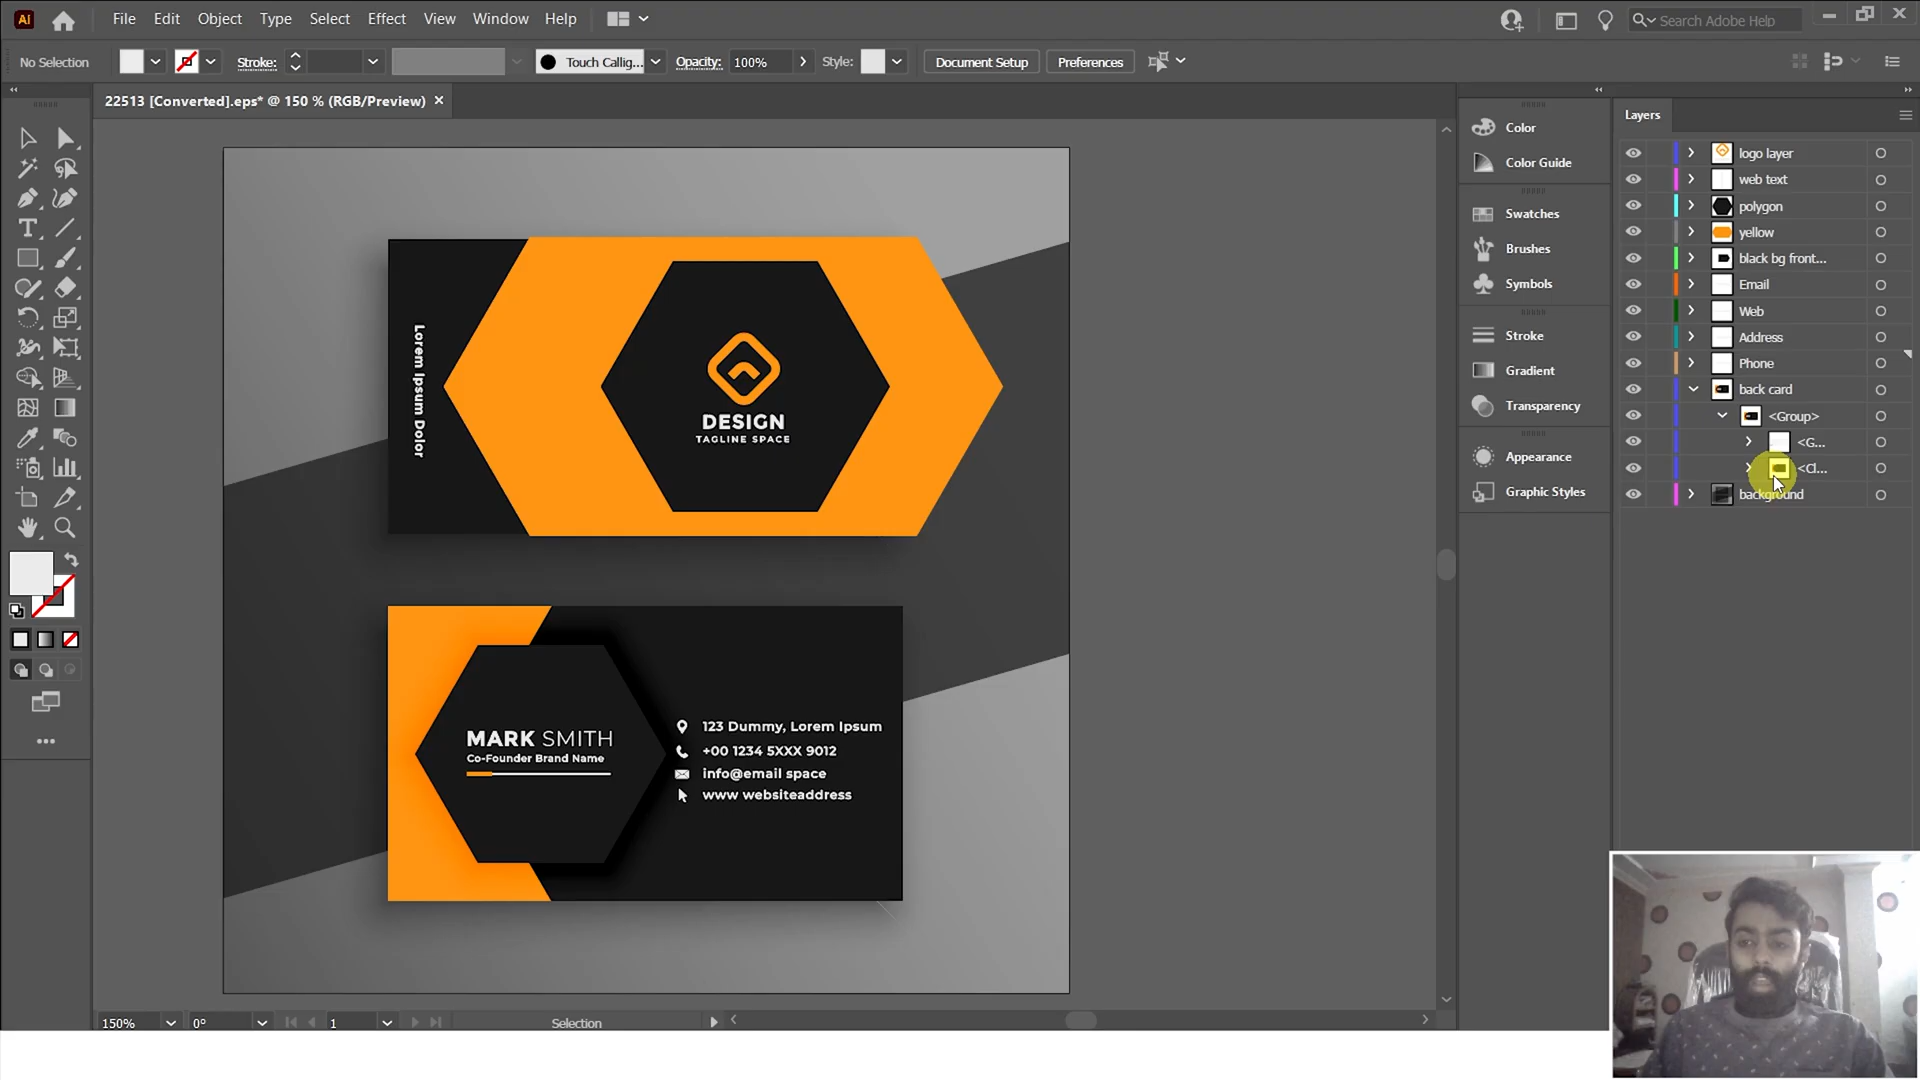 Ai File Edit Object Type Select Effect View Window Help Search Adobe Help
No Selection Stroke: Touch Callig... Opacity: 100% Style: Document Setup Preferences
22513 [Converted].eps* @ 150 % (RGB/Preview)
Lorem Ipsum Dolor
DESIGN
TAGLINE SPACE
MARK SMITH
Co-Founder Brand Name
123 Dummy, Lorem Ipsum
+00 1234 5XXX 9012
info@email space
www websiteaddress
Color
Color Guide
Swatches
Brushes
Symbols
Stroke
Gradient
Transparency
Appearance
Graphic Styles
Layers
logo layer
web text
polygon
yellow
black bg front...
Email
Web
Address
Phone
back card
<Group>
<G...
<Cl...
background
150% 0° 1 Selection